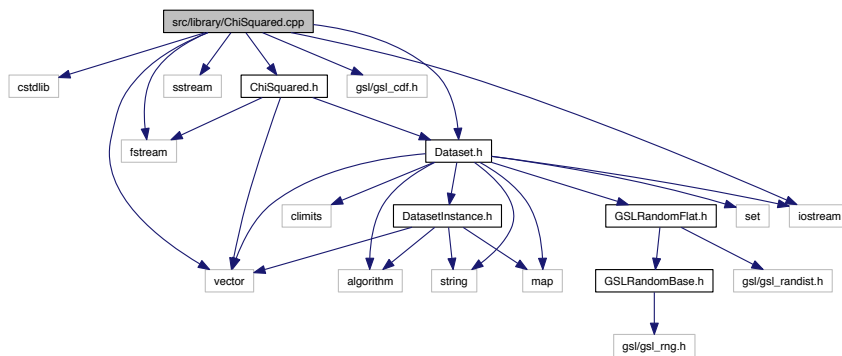 src/library/ChiSquared.cpp
cstdlib
sstream
ChiSquared.h
gsl/gsl_cdf.h
fstream
Dataset.h
climits
DatasetInstance.h
GSLRandomFlat.h
set
iostream
vector
algorithm
string
map
GSLRandomBase.h
gsl/gsl_randist.h
gsl/gsl_rng.h